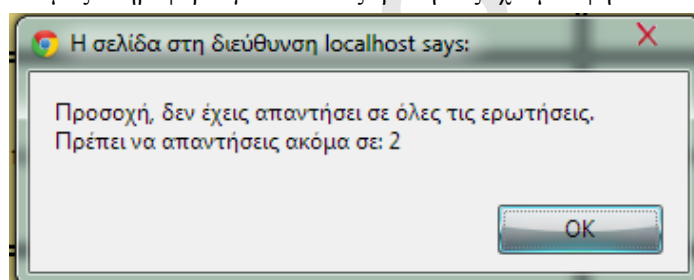 Η σελίδα στη διεύθυνση localhost says:
Προσοχή, δεν έχεις απαντήσει σε όλες τις ερωτήσεις.
Πρέπει να απαντήσεις ακόμα σε: 2
OK